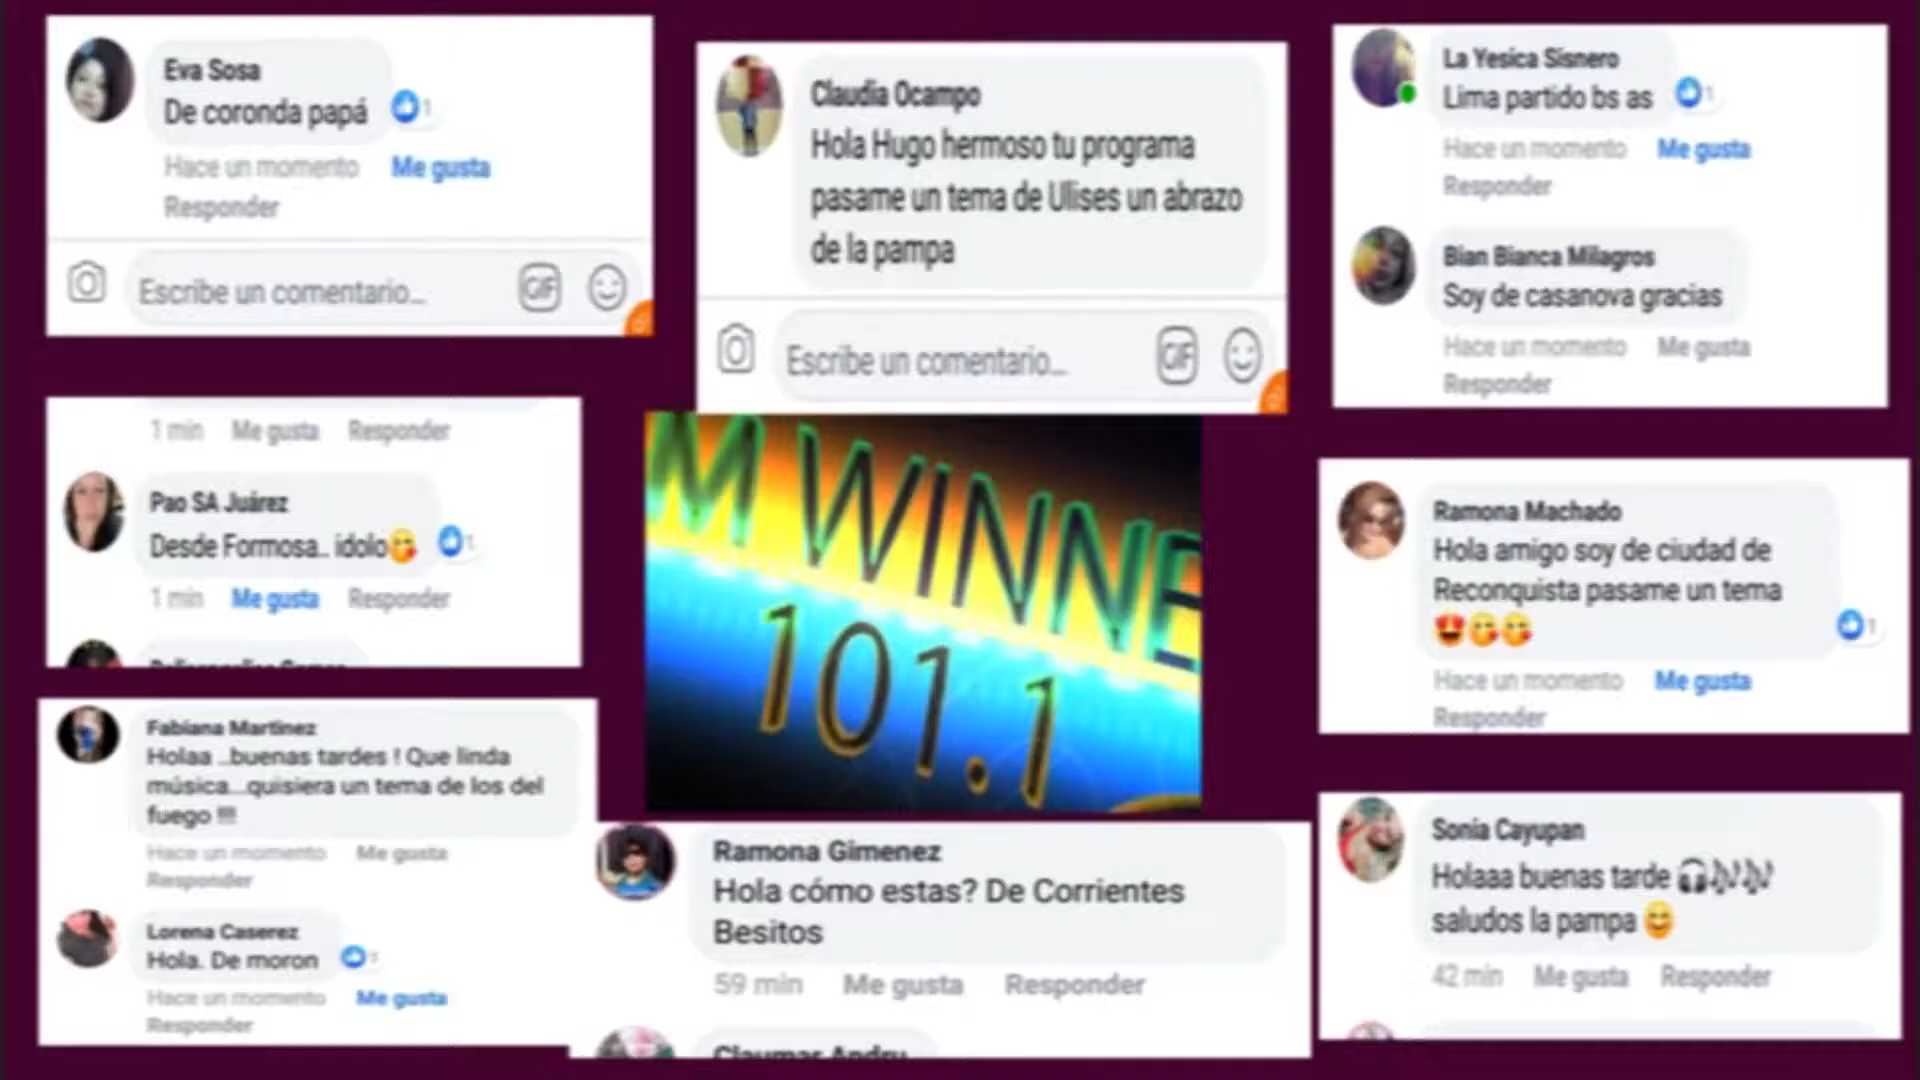 Eva Sosa
De coronda papá
1
Hace un momento Me gusta
Responder
Escribe un comentario...
GIF
Claudia Ocampo
Hola Hugo hermoso tu programa
pasame un tema de Ulises un abrazo
de la pampa
Escribe un comentario...
GIF
La Yesica Sisnero
Lima partido bs as
1
Hace un momento Me gusta
Responder
Bian Bianca Milagros
Soy de casanova gracias
Hace un momento Me gusta
Responder
1 min Me gusta Responder
Pao SA Juárez
Desde Formosa.. idolo😋
1
1 min Me gusta Responder
M WINNE
101.1
Ramona Machado
Hola amigo soy de ciudad de
Reconquista pasame un tema
😍😋😋
1
Hace un momento Me gusta
Responder
Fabiana Martinez
Holaa ..buenas tardes ! Que linda
música...quisiera un tema de los del
fuego !!!
Hace un momento Me gusta
Responder
Lorena Caserez
Hola. De moron
1
Hace un momento Me gusta
Responder
Ramona Gimenez
Hola cómo estas? De Corrientes
Besitos
59 min Me gusta Responder
Claumar Andru
Sonia Cayupan
Holaaa buenas tarde 🎧🎶🎶
saludos la pampa 😊
42 min Me gusta Responder